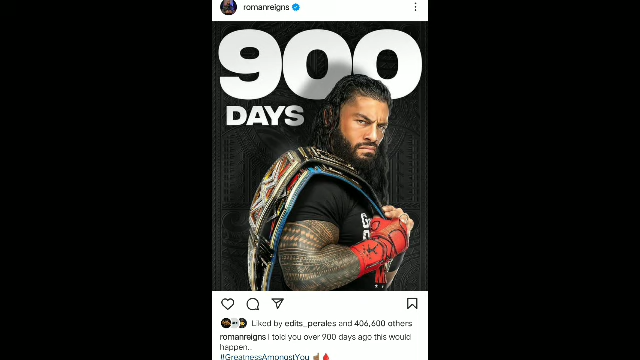 romanreigns
900
DAYS
Liked by edits_perales and 406,600 others
romanreigns I told you over 900 days ago this would
happen..
#GreatnessAmongstYou